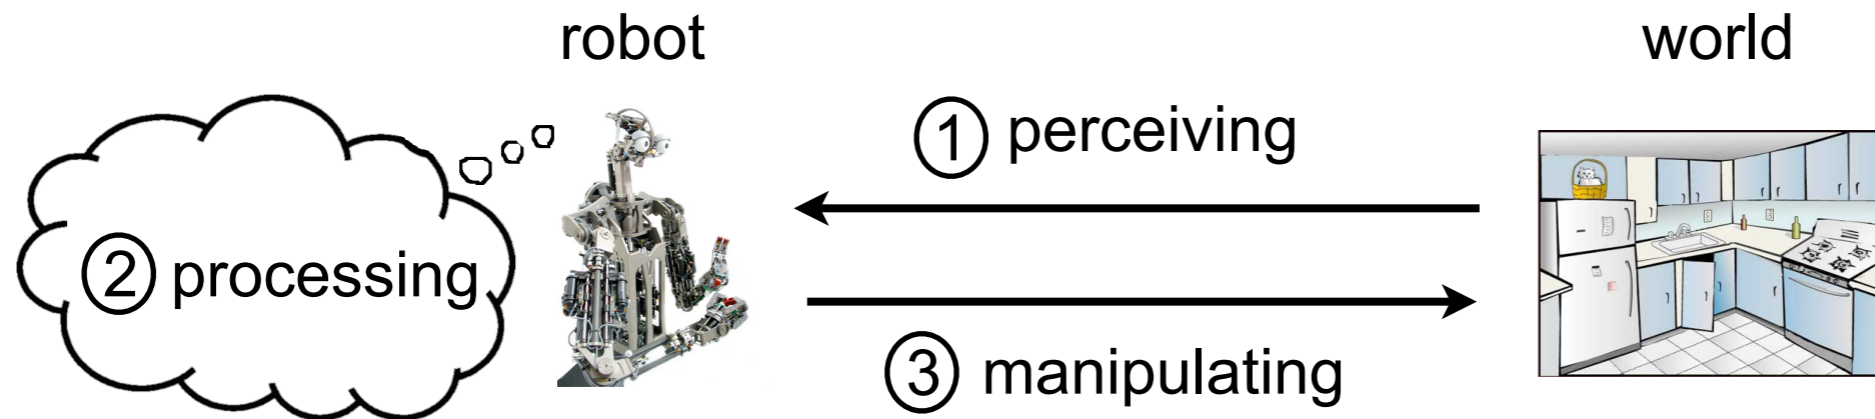 robot
world
① perceiving
② processing
③ manipulating